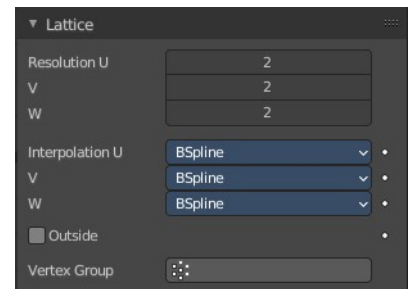 Lattice
Resolution U 2
V 2
W 2
Interpolation U BSpline
V BSpline
W BSpline
Outside
Vertex Group